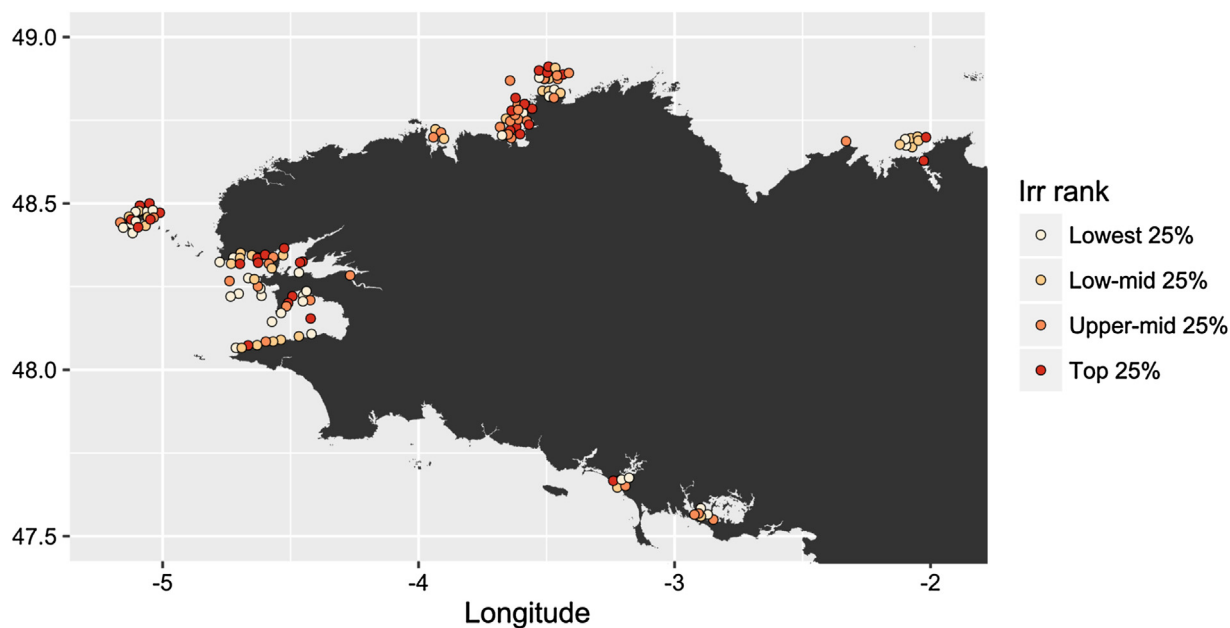 49.0
48.5
48.0
47.5
-5
-4
-3
-2
Longitude
Irr rank
Lowest 25%
Low-mid 25%
Upper-mid 25%
Top 25%